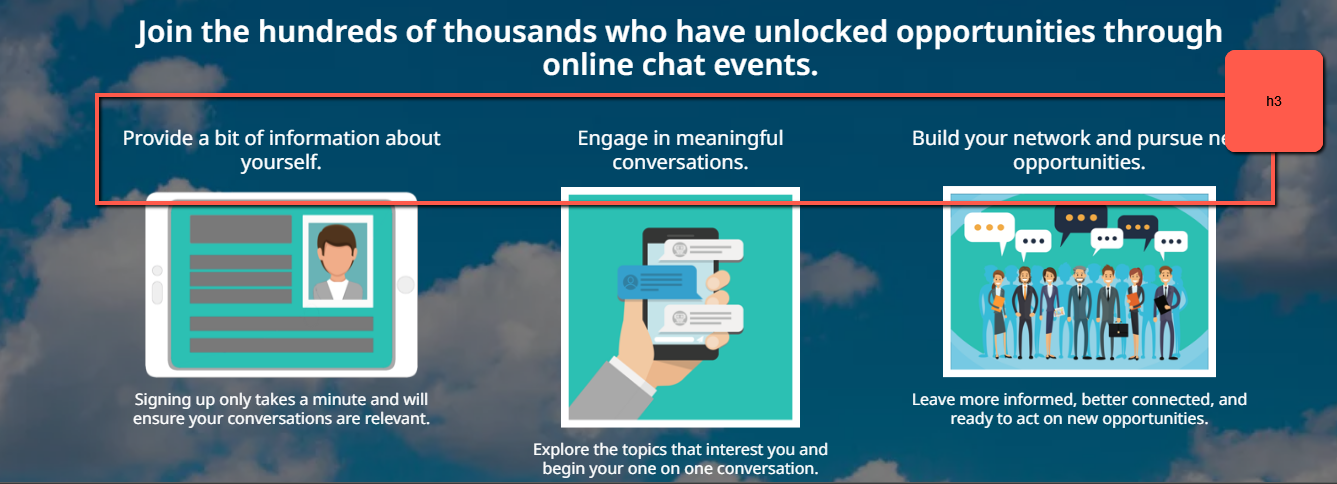 Join the hundreds of thousands who have unlocked opportunities through
online chat events.
h3
Provide a bit of information about
yourself.
Engage in meaningful
conversations.
Build your network and pursue ne
opportunities.
Signing up only takes a minute and will
ensure your conversations are relevant.
Explore the topics that interest you and
begin your one on one conversation.
Leave more informed, better connected, and
ready to act on new opportunities.